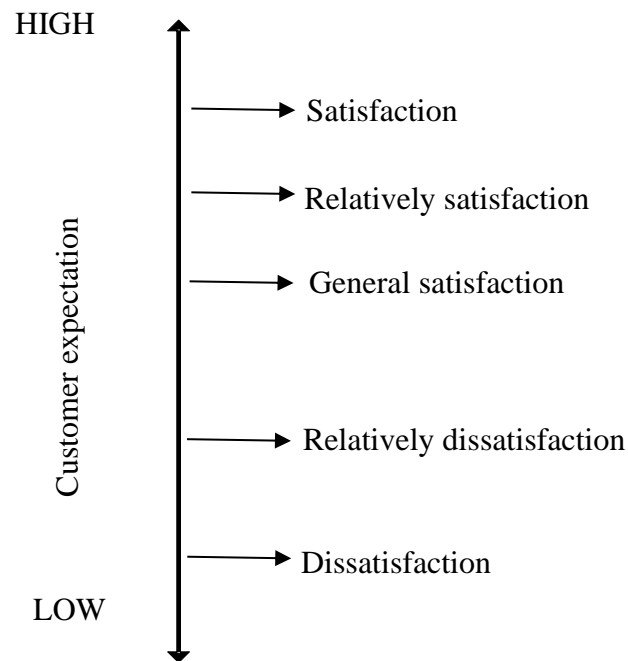 HIGH
Satisfaction
Relatively satisfaction
General satisfaction
Customer expectation
Relatively dissatisfaction
Dissatisfaction
LOW